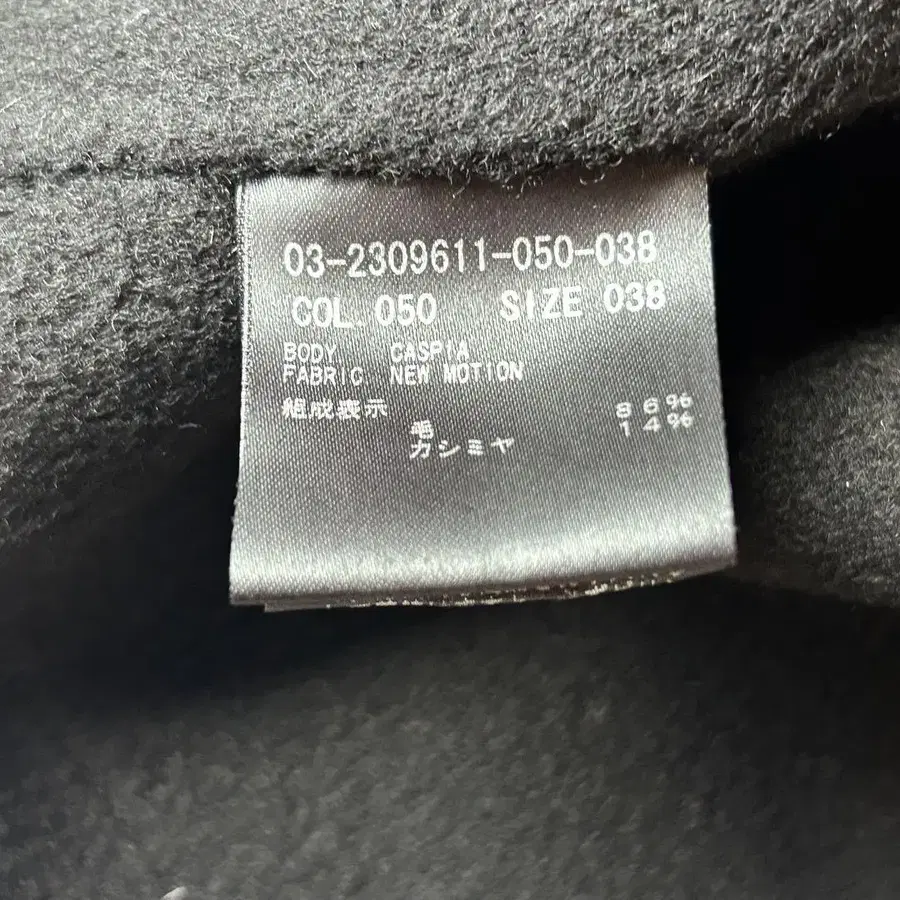 03-2309611-050-038
COL.050 SIZE 038
BODY CASPIA
FABRIC NEW MOTION
組成表示
毛 86%
カシミヤ 14%